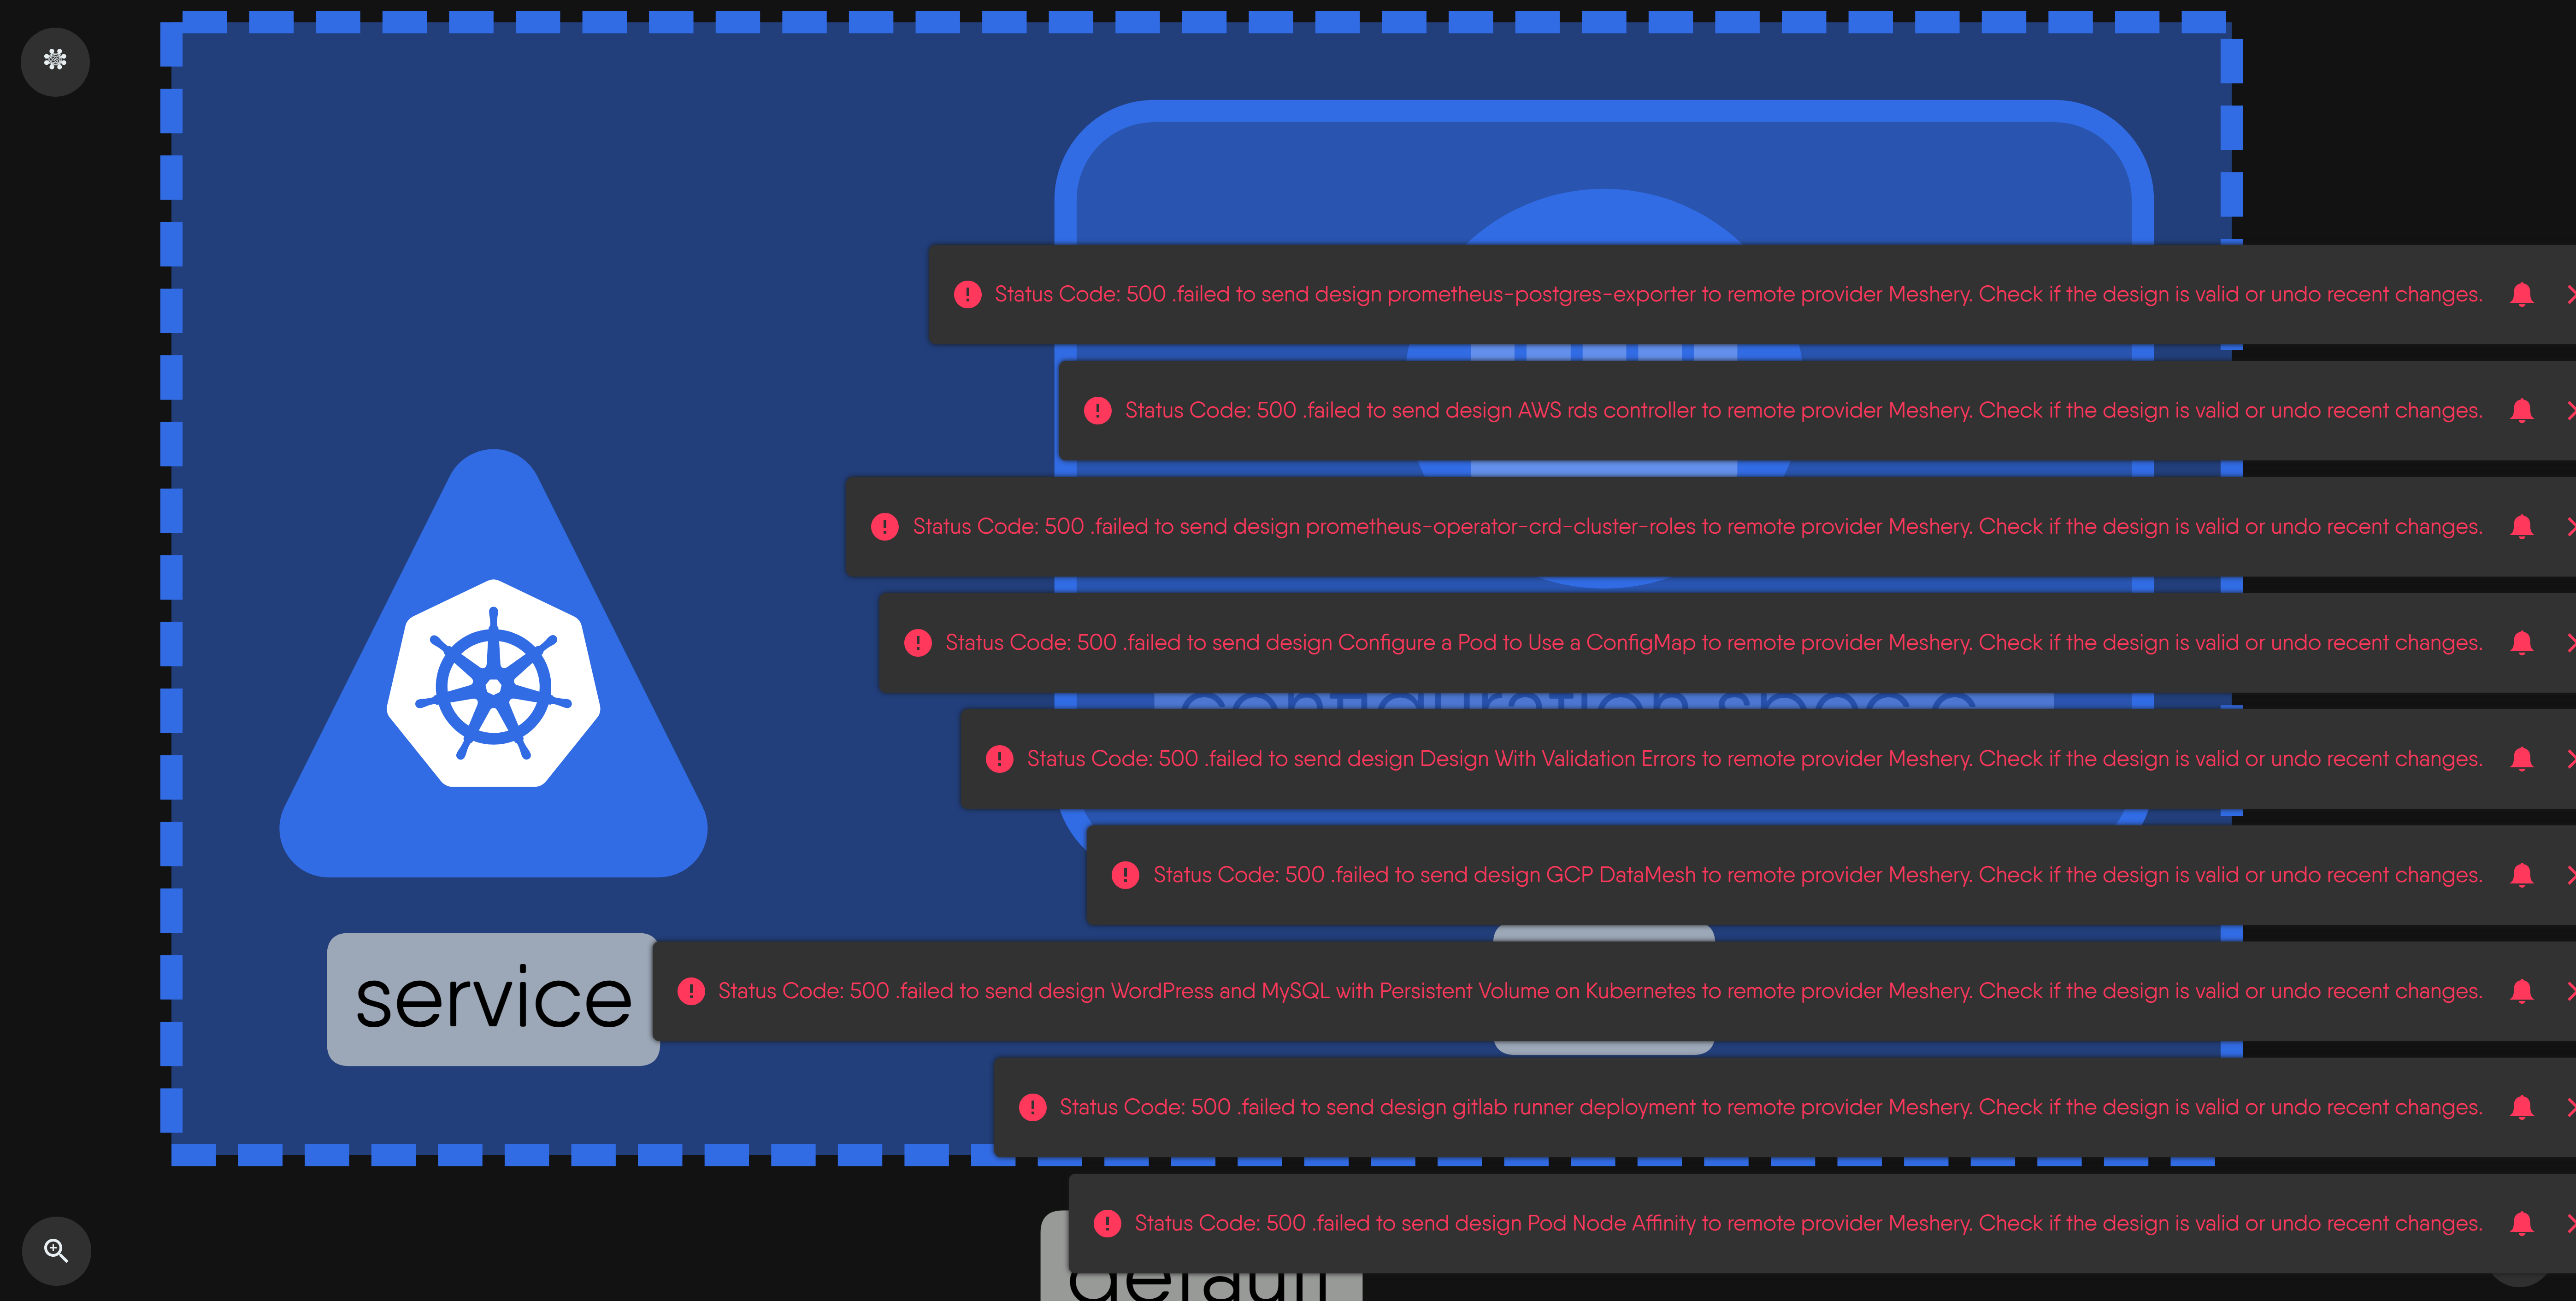 Status Code: 500 .failed to send design prometheus-postgres-exporter to remote provider Meshery. Check if the design is valid or undo recent changes.
Status Code: 500 .failed to send design AWS rds controller to remote provider Meshery. Check if the design is valid or undo recent changes.
Status Code: 500 .failed to send design prometheus-operator-crd-cluster-roles to remote provider Meshery. Check if the design is valid or undo recent changes.
Status Code: 500 .failed to send design Configure a Pod to Use a ConfigMap to remote provider Meshery. Check if the design is valid or undo recent changes.
Status Code: 500 .failed to send design Design With Validation Errors to remote provider Meshery. Check if the design is valid or undo recent changes.
Status Code: 500 .failed to send design GCP DataMesh to remote provider Meshery. Check if the design is valid or undo recent changes.
service
Status Code: 500 .failed to send design WordPress and MySQL with Persistent Volume on Kubernetes to remote provider Meshery. Check if the design is valid or undo recent changes.
Status Code: 500 .failed to send design gitlab runner deployment to remote provider Meshery. Check if the design is valid or undo recent changes.
Status Code: 500 .failed to send design Pod Node Affinity to remote provider Meshery. Check if the design is valid or undo recent changes.
default